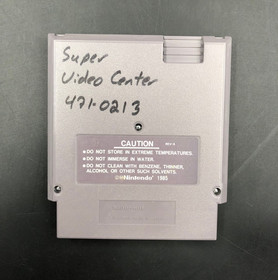 Super
Video Center
471-0213
CAUTION
REV-A
•DO NOT STORE IN EXTREME TEMPERATURES.
•DO NOT IMMERSE IN WATER.
•DO NOT CLEAN WITH BENZENE, THINNER,
ALCOHOL OR OTHER SUCH SOLVENTS.
©Nintendo 1985